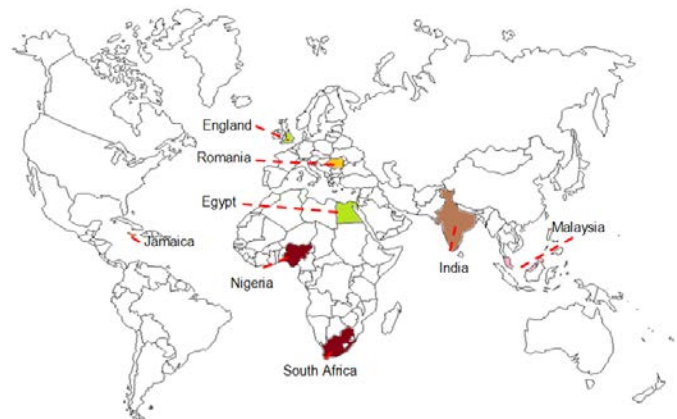 England
Romania
Egypt
Jamaica
Malaysia
Nigeria
India
South Africa